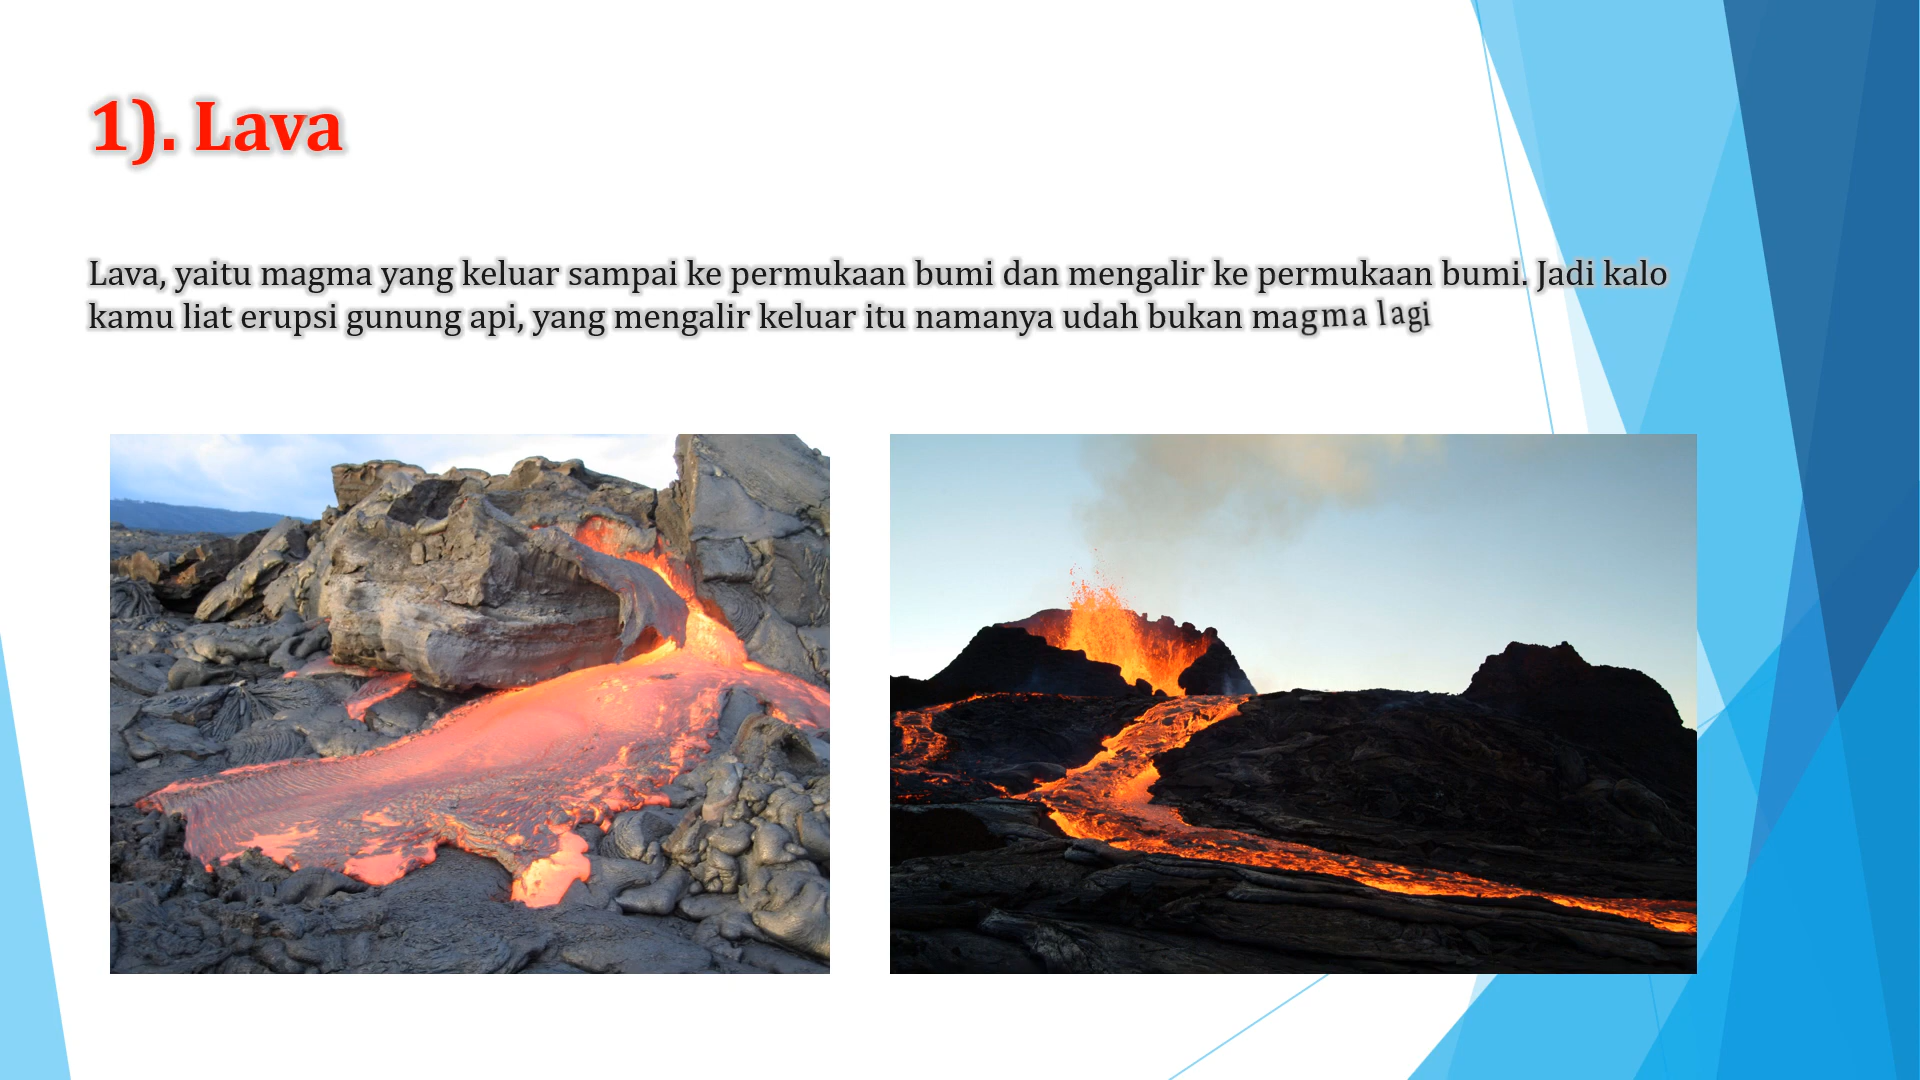 1). Lava
Lava, yaitu magma yang keluar sampai ke permukaan bumi dan mengalir ke permukaan bumi. Jadi kalo
kamu liat erupsi gunung api, yang mengalir keluar itu namanya udah bukan magma lagi